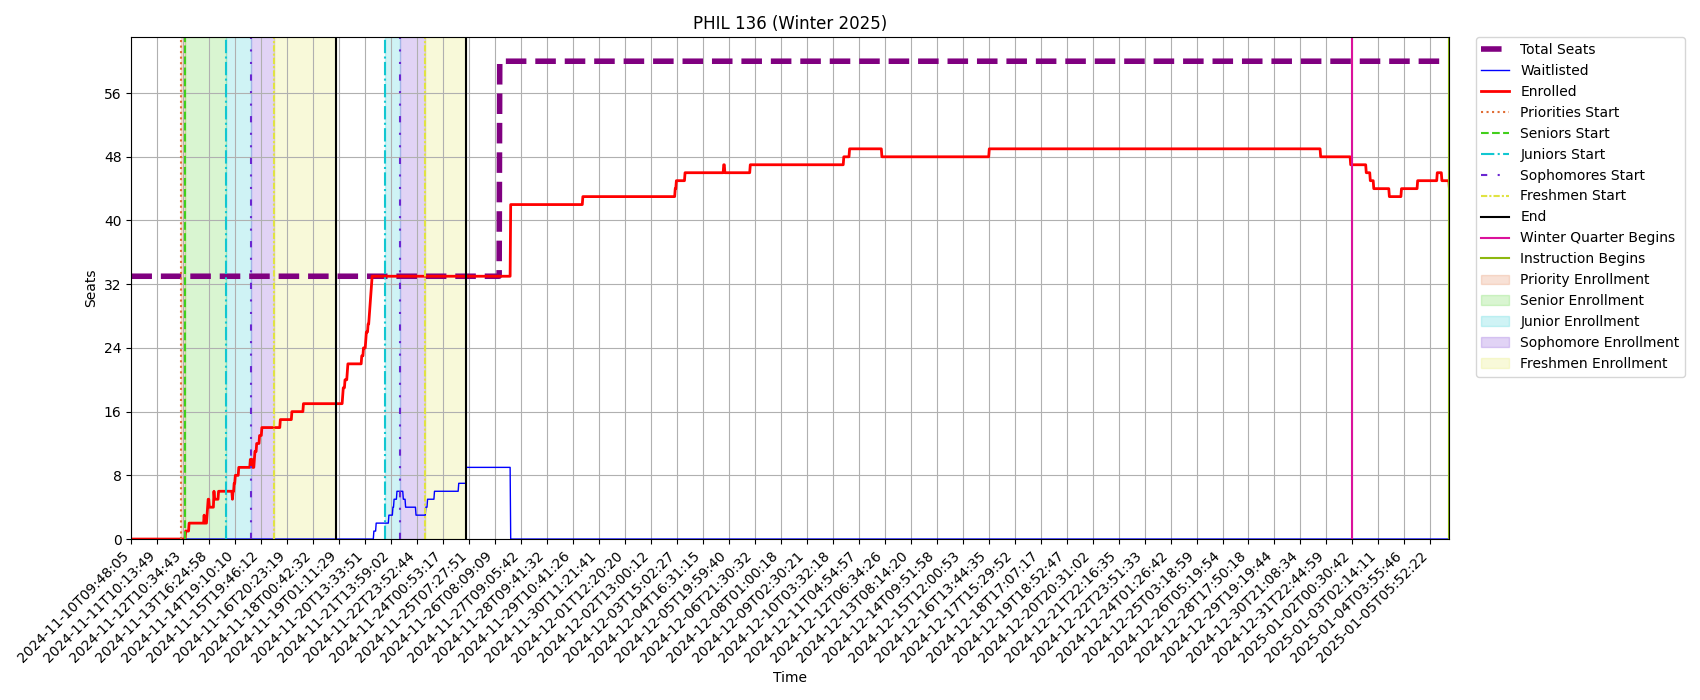 PHIL 136 (Winter 2025)
Total Seats
Waitlisted
Enrolled
Priorities Start
Seniors Start
Juniors Start
Sophomores Start
Freshmen Start
End
Winter Quarter Begins
Instruction Begins
Priority Enrollment
Senior Enrollment
Junior Enrollment
Sophomore Enrollment
Freshmen Enrollment
Seats
56
48
40
32
24
16
8
0
2024-11-10T09:48:05
2024-11-11T10:13:49
2024-11-12T10:34:43
2024-11-13T16:24:58
2024-11-14T19:10:10
2024-11-15T19:46:12
2024-11-16T20:23:19
2024-11-18T00:42:32
2024-11-19T01:11:29
2024-11-20T13:33:51
2024-11-21T13:59:02
2024-11-22T23:52:44
2024-11-24T00:53:17
2024-11-25T07:27:51
2024-11-26T08:09:09
2024-11-27T09:05:42
2024-11-28T09:41:32
2024-11-29T10:41:26
2024-11-30T11:21:41
2024-12-01T12:20:20
2024-12-02T13:00:12
2024-12-03T15:02:27
2024-12-04T16:31:15
2024-12-05T19:59:40
2024-12-06T21:30:32
2024-12-08T01:00:18
2024-12-09T02:30:21
2024-12-10T03:32:18
2024-12-11T04:54:57
2024-12-12T06:34:26
2024-12-13T08:14:20
2024-12-14T09:51:58
2024-12-15T12:00:53
2024-12-16T13:44:35
2024-12-17T15:29:52
2024-12-18T17:07:17
2024-12-19T18:52:47
2024-12-20T20:31:02
2024-12-21T22:16:35
2024-12-22T23:51:33
2024-12-24T01:26:42
2024-12-25T03:18:59
2024-12-26T05:19:54
2024-12-28T17:50:18
2024-12-29T19:19:44
2024-12-30T21:08:34
2024-12-31T22:44:59
2025-01-02T00:30:42
2025-01-03T02:14:11
2025-01-04T03:55:46
2025-01-05T05:52:22
Time